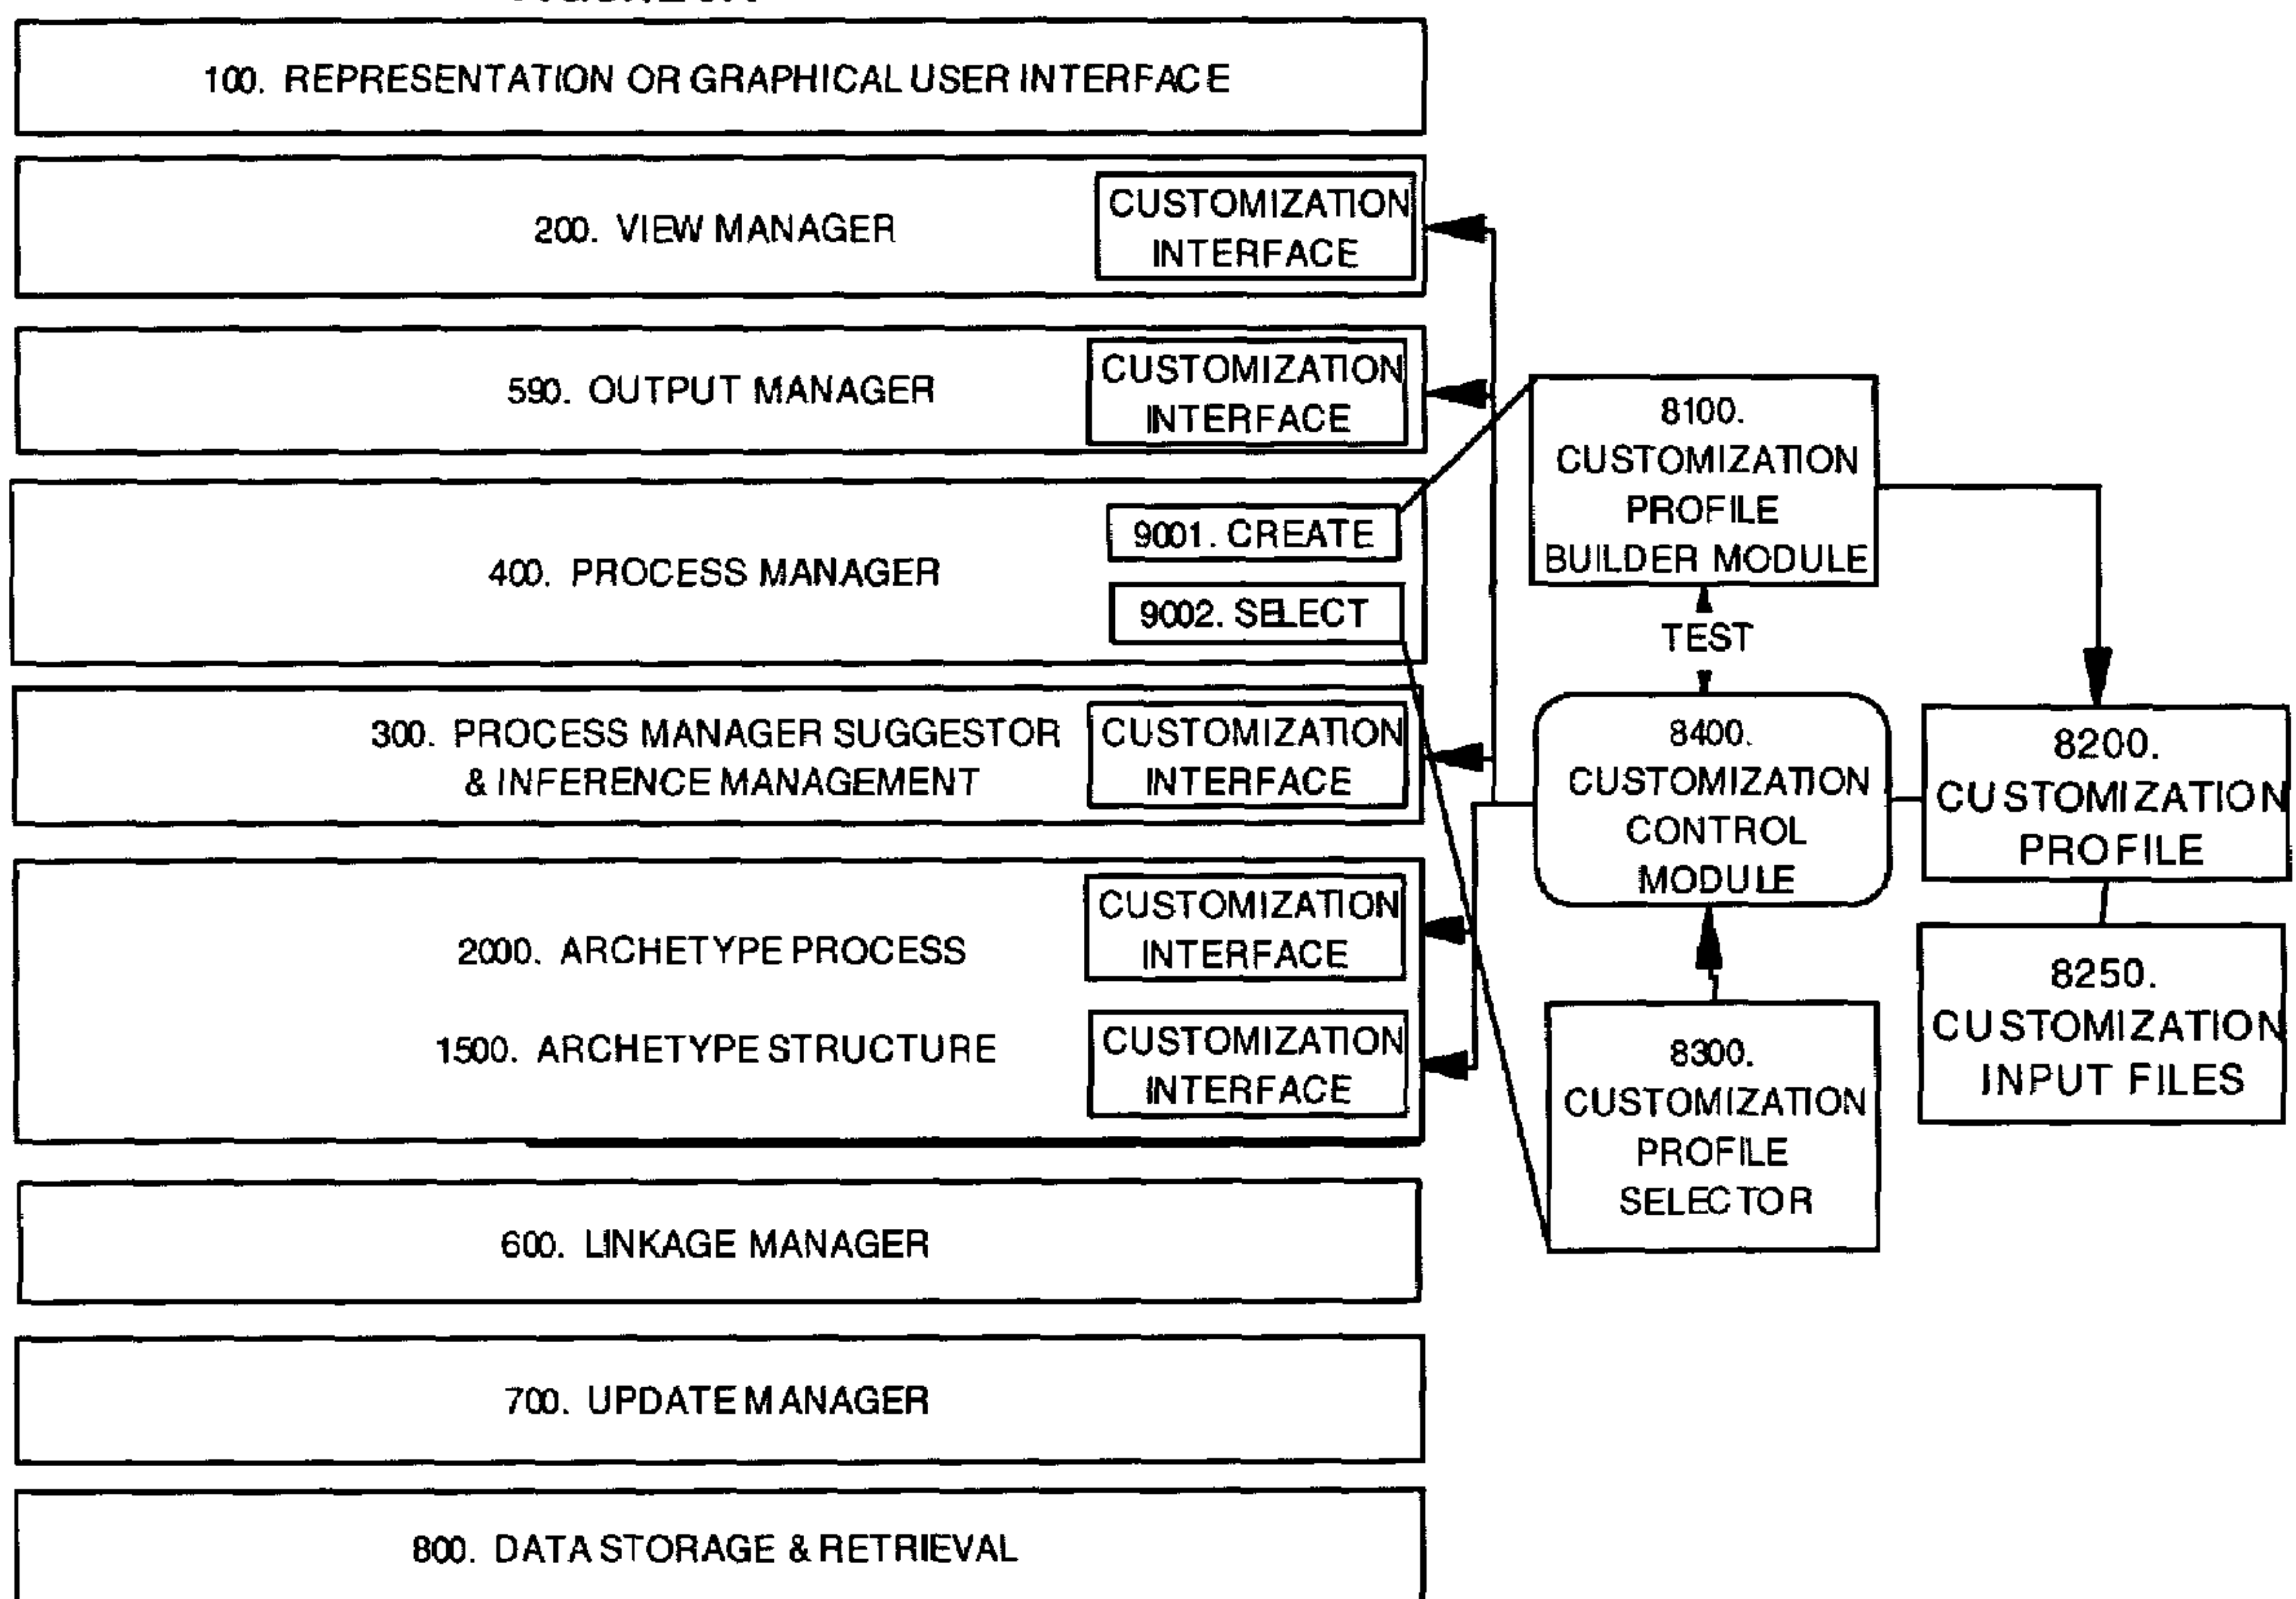 100. REPRESENTATION OR GRAPHICAL USER INTERFACE
200. VIEW MANAGER
CUSTOMIZATION
INTERFACE
590. OUTPUT MANAGER
CUSTOMIZATION
INTERFACE
400. PROCESS MANAGER
9001. CREATE
9002. SELECT
300. PROCESS MANAGER SUGGESTOR
& INFERENCE MANAGEMENT
CUSTOMIZATION
INTERFACE
2000. ARCHETYPE PROCESS
CUSTOMIZATION
INTERFACE
1500. ARCHETYPE STRUCTURE
CUSTOMIZATION
INTERFACE
600. LINKAGE MANAGER
700. UPDATE MANAGER
800. DATA STORAGE & RETRIEVAL
8100.
CUSTOMIZATION
PROFILE
BUILDER MODULE
TEST
8400.
CUSTOMIZATION
CONTROL
MODULE
8200.
CUSTOMIZATION
PROFILE
8250.
CUSTOMIZATION
INPUT FILES
8300.
CUSTOMIZATION
PROFILE
SELECTOR